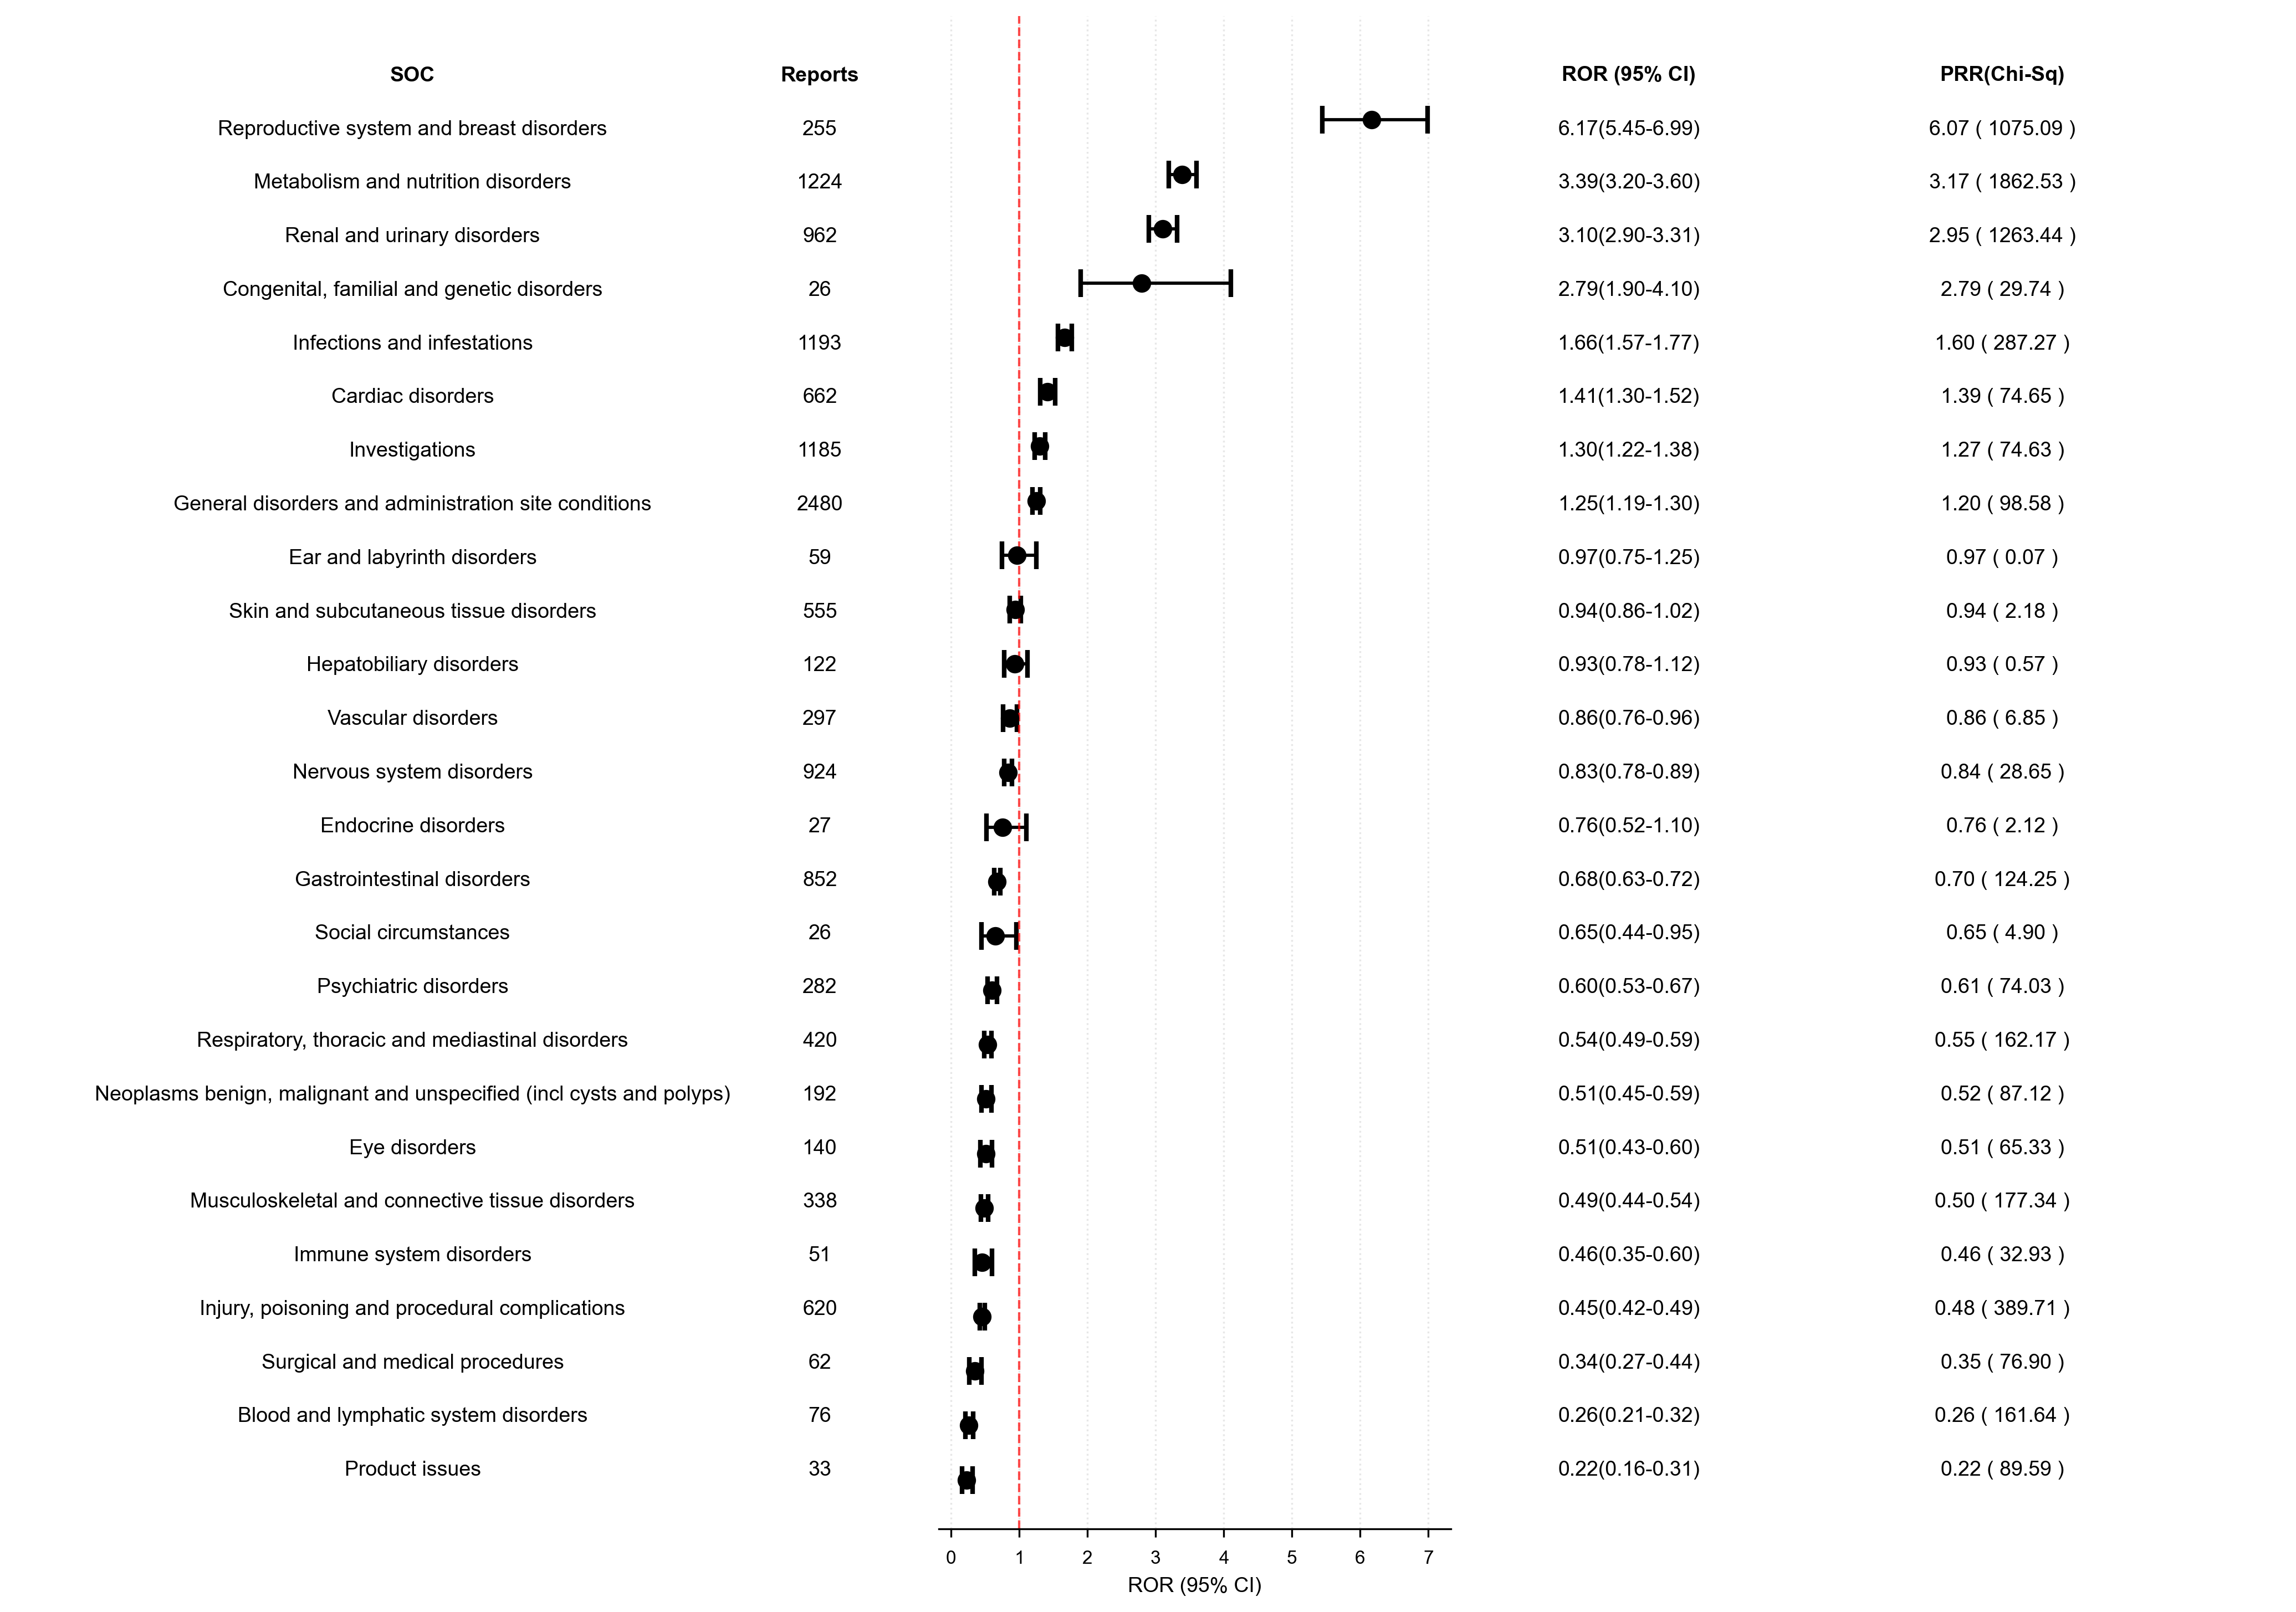 SOC Reports ROR (95% CI) PRR(Chi-Sq)
Reproductive system and breast disorders 255 6.17(5.45-6.99) 6.07 ( 1075.09 )
Metabolism and nutrition disorders 1224 3.39(3.20-3.60) 3.17 ( 1862.53 )
Renal and urinary disorders 962 3.10(2.90-3.31) 2.95 ( 1263.44 )
Congenital, familial and genetic disorders 26 2.79(1.90-4.10) 2.79 ( 29.74 )
Infections and infestations 1193 1.66(1.57-1.77) 1.60 ( 287.27 )
Cardiac disorders 662 1.41(1.30-1.52) 1.39 ( 74.65 )
Investigations 1185 1.30(1.22-1.38) 1.27 ( 74.63 )
General disorders and administration site conditions 2480 1.25(1.19-1.30) 1.20 ( 98.58 )
Ear and labyrinth disorders 59 0.97(0.75-1.25) 0.97 ( 0.07 )
Skin and subcutaneous tissue disorders 555 0.94(0.86-1.02) 0.94 ( 2.18 )
Hepatobiliary disorders 122 0.93(0.78-1.12) 0.93 ( 0.57 )
Vascular disorders 297 0.86(0.76-0.96) 0.86 ( 6.85 )
Nervous system disorders 924 0.83(0.78-0.89) 0.84 ( 28.65 )
Endocrine disorders 27 0.76(0.52-1.10) 0.76 ( 2.12 )
Gastrointestinal disorders 852 0.68(0.63-0.72) 0.70 ( 124.25 )
Social circumstances 26 0.65(0.44-0.95) 0.65 ( 4.90 )
Psychiatric disorders 282 0.60(0.53-0.67) 0.61 ( 74.03 )
Respiratory, thoracic and mediastinal disorders 420 0.54(0.49-0.59) 0.55 ( 162.17 )
Neoplasms benign, malignant and unspecified (incl cysts and polyps) 192 0.51(0.45-0.59) 0.52 ( 87.12 )
Eye disorders 140 0.51(0.43-0.60) 0.51 ( 65.33 )
Musculoskeletal and connective tissue disorders 338 0.49(0.44-0.54) 0.50 ( 177.34 )
Immune system disorders 51 0.46(0.35-0.60) 0.46 ( 32.93 )
Injury, poisoning and procedural complications 620 0.45(0.42-0.49) 0.48 ( 389.71 )
Surgical and medical procedures 62 0.34(0.27-0.44) 0.35 ( 76.90 )
Blood and lymphatic system disorders 76 0.26(0.21-0.32) 0.26 ( 161.64 )
Product issues 33 0.22(0.16-0.31) 0.22 ( 89.59 )
0 1 2 3 4 5 6 7
ROR (95% CI)